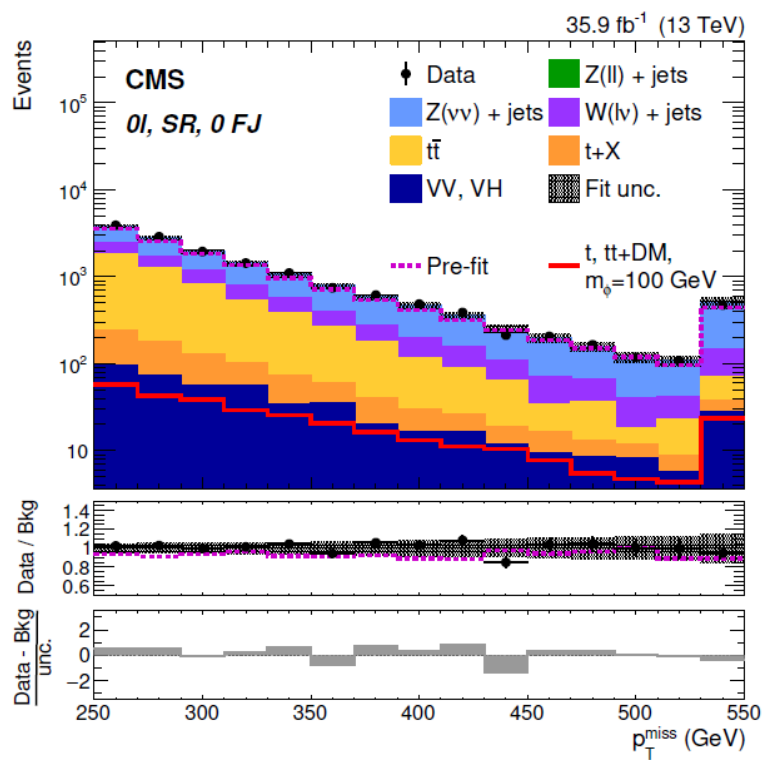 35.9 fb⁻¹ (13 TeV)
Events
CMS
0l, SR, 0 FJ
Data
Z(ll) + jets
Z(νν) + jets
W(lν) + jets
tt̄
t+X
VV, VH
Fit unc.
Pre-fit
t, tt+DM,
m_ϕ=100 GeV
10⁵
10⁴
10³
10²
10
Data / Bkg
1.4
1.2
1
0.8
0.6
Data - Bkg
unc.
2
0
−2
250 300 350 400 450 500 550
p_T^miss (GeV)